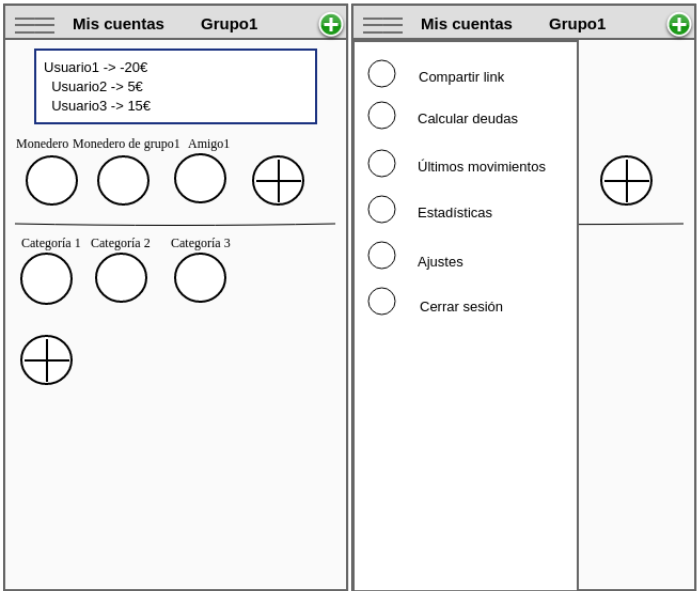 Mis cuentas Grupo1
Usuario1 -> -20€
Usuario2 -> 5€
Usuario3 -> 15€
Monedero Monedero de grupo1 Amigo1
Categoría 1 Categoría 2 Categoría 3
Mis cuentas Grupo1
Compartir link
Calcular deudas
Últimos movimientos
Estadísticas
Ajustes
Cerrar sesión